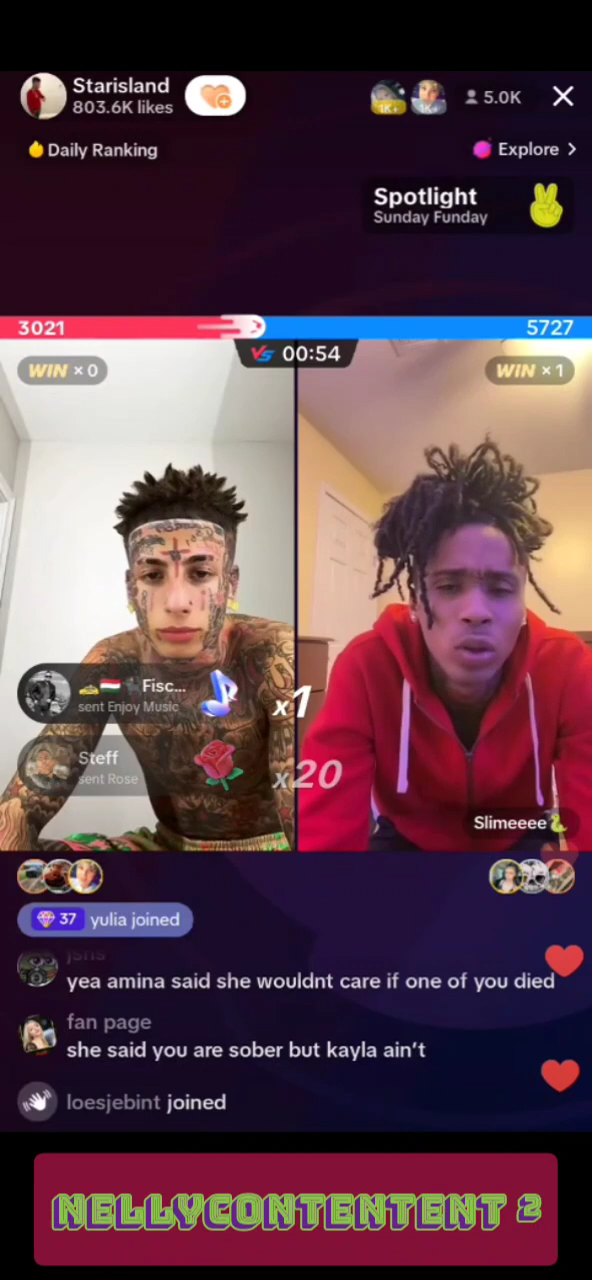 Starisland
803.6K likes
1K+
1K+
5.0K
Daily Ranking
Explore >
Spotlight
Sunday Funday
3021
5727
VS 00:54
WIN × 0
WIN × 1
Fisc...
sent Enjoy Music
x1
Steff
sent Rose
x20
Slimeeee
37 yulia joined
yea amina said she wouldnt care if one of you died
fan page
she said you are sober but kayla ain't
loesjebint joined
NELLYCONTENTENT 2